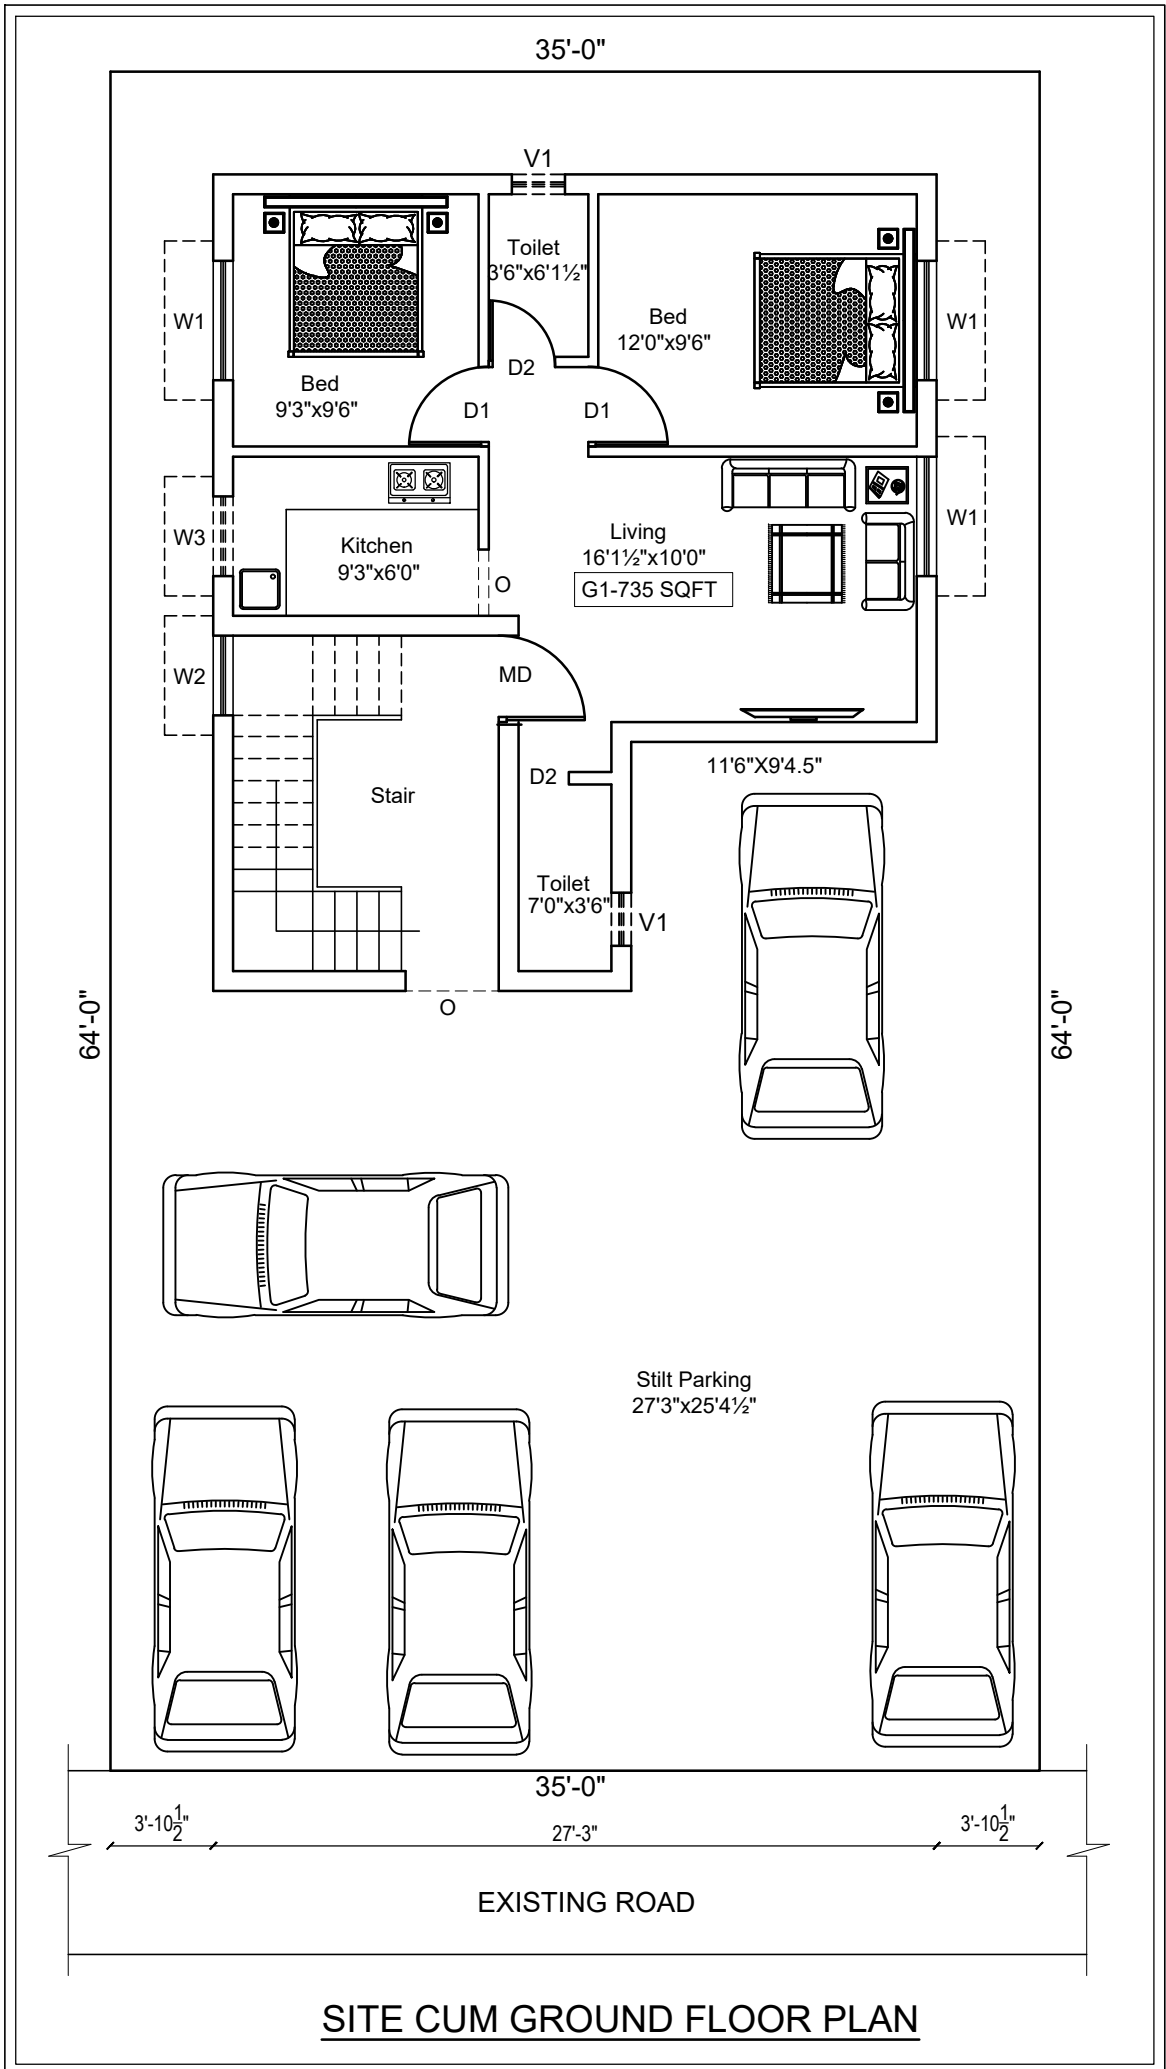 35'-0"
V1
Toilet
3'6"x6'1½"
W1
Bed
12'0"x9'6"
W1
D2
Bed
9'3"x9'6"
D1
D1
W3
Kitchen
9'3"x6'0"
O
Living
16'1½"x10'0"
G1-735 SQFT
W1
W2
MD
D2
11'6"X9'4.5"
Stair
Toilet
7'0"x3'6"
V1
O
64'-0"
64'-0"
Stilt Parking
27'3"x25'4½"
35'-0"
3'-10½"
27'-3"
3'-10½"
EXISTING ROAD
SITE CUM GROUND FLOOR PLAN